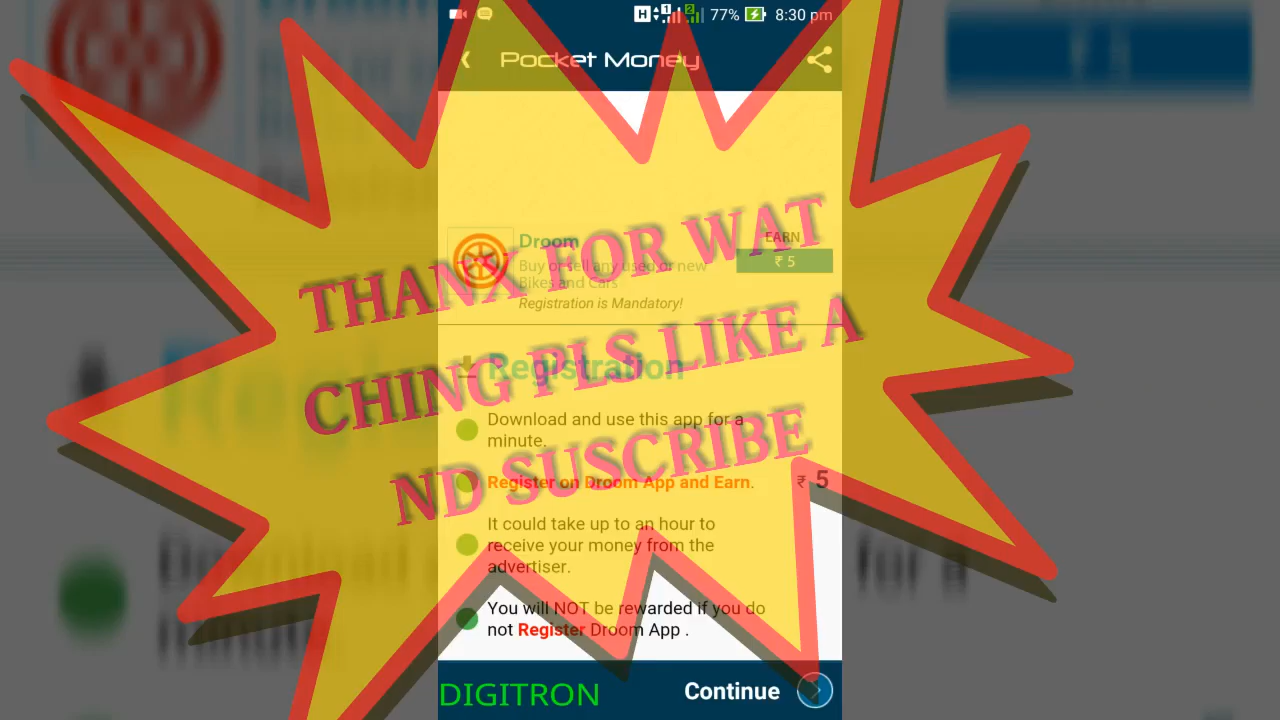 77% 8:30 pm
Pocket Money
Droom
EARN
₹ 5
Buy or sell any used or new
Bikes and Cars
Registration is Mandatory!
THANX FOR WAT
CHING PLS LIKE A
ND SUSCRIBE
Registration
Download and use this app for a
minute.
Register on Droom App and Earn. ₹ 5
It could take up to an hour to
receive your money from the
advertiser.
You will NOT be rewarded if you do
not Register Droom App .
DIGITRON
Continue